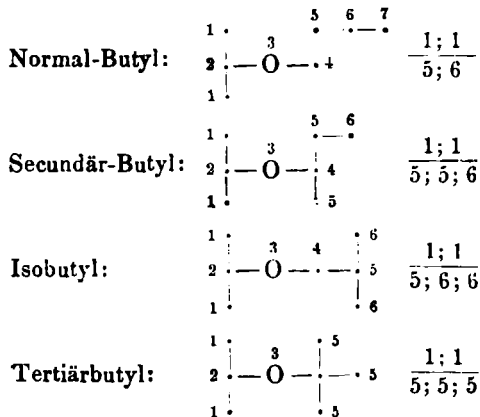 1 5 6 7
3
Normal-Butyl: 2 — O — 4 1; 1 / 5; 6
1
1 5 6
3
Secundär-Butyl: 2 — O — 4 1; 1 / 5; 5; 6
1 5
1 3 4 6
Isobutyl: 2 — O — 5 1; 1 / 5; 6; 6
1 6
1 3 5
Tertiärbutyl: 2 — O — 5 1; 1 / 5; 5; 5
1 5